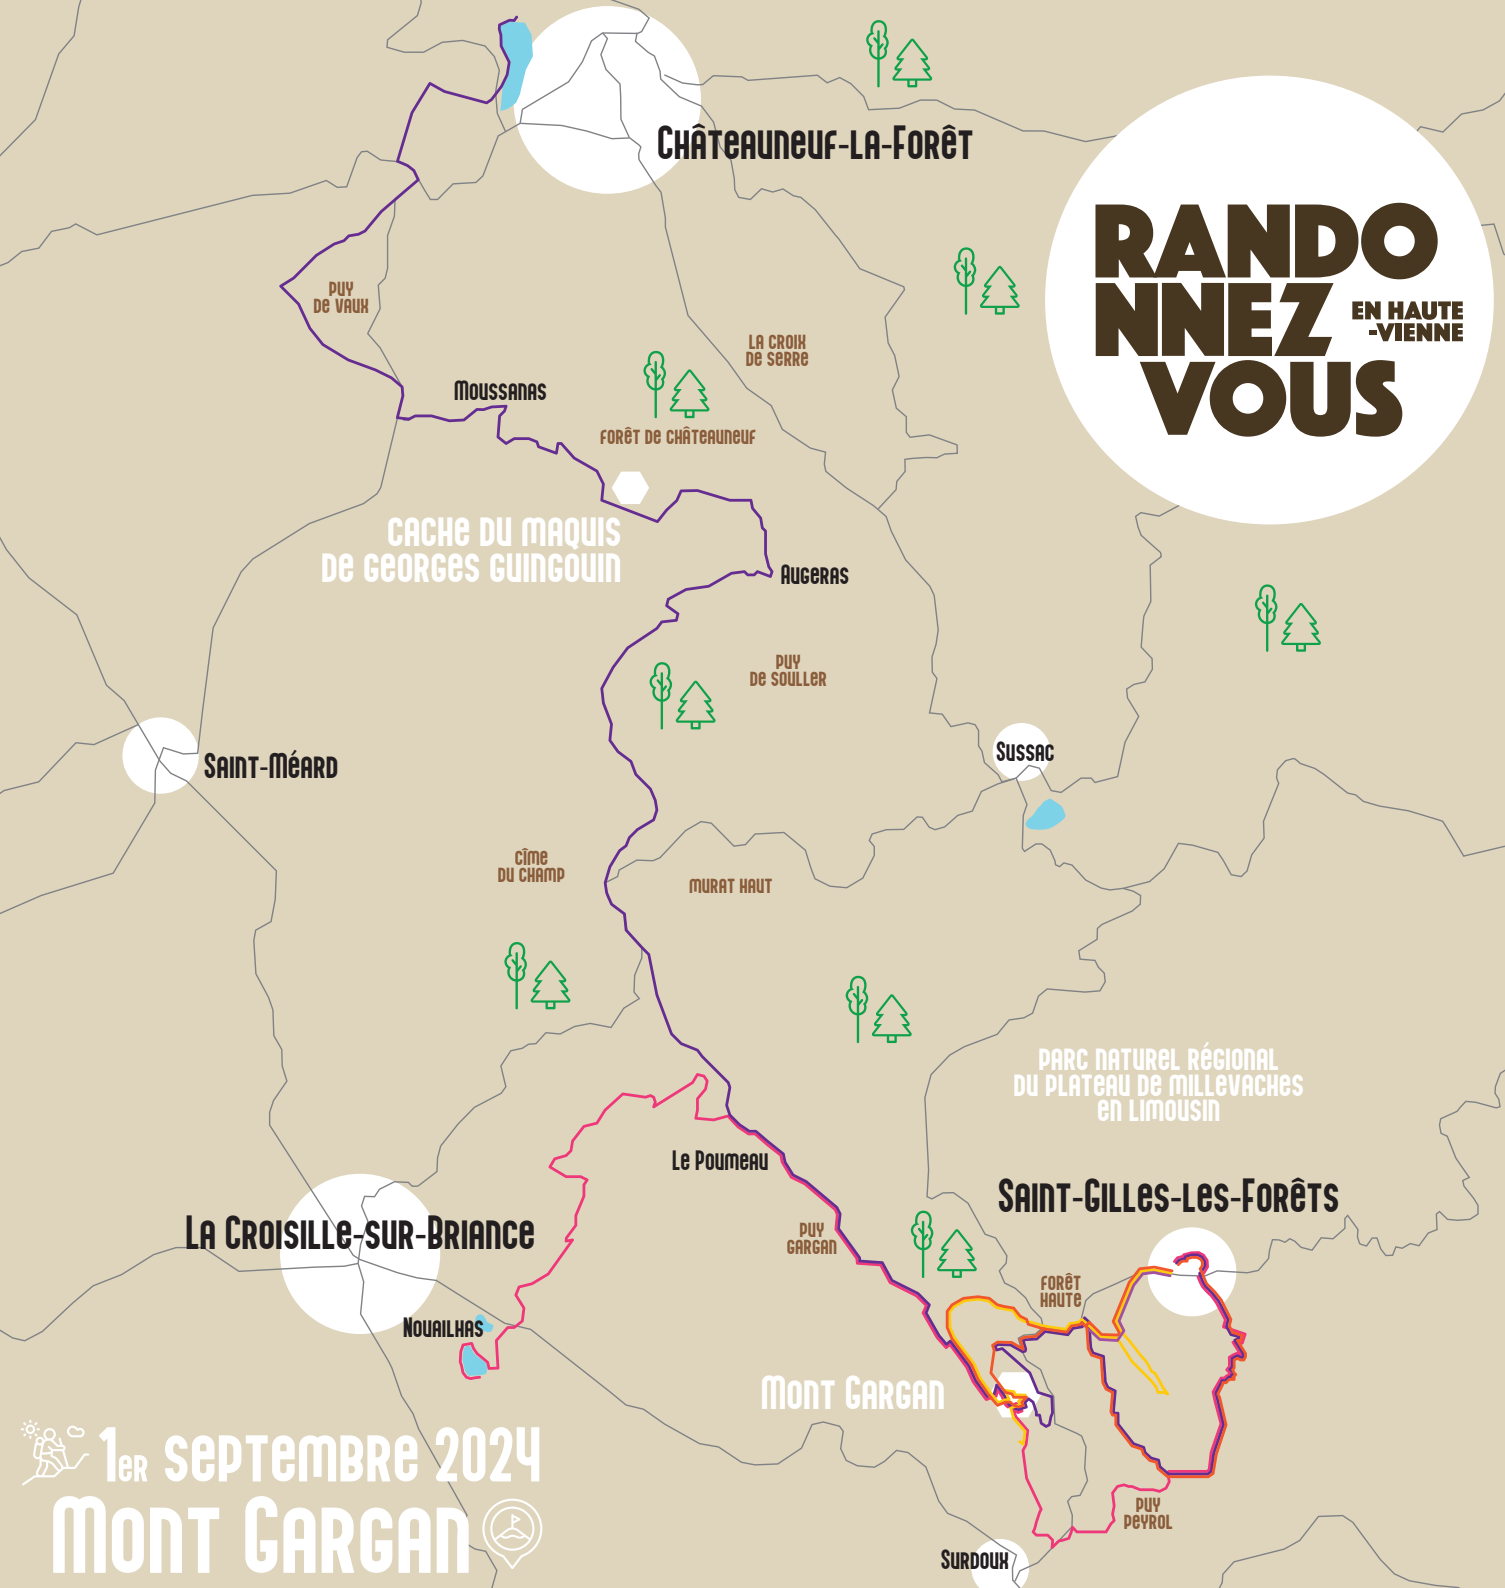 Châteauneuf-la-Forêt
RANDO
NNEZ
EN HAUTE
-VIENNE
VOUS
PUY
DE VAUX
LA CROIX
DE SERRE
Moussanas
FORÊT DE CHÂTEAUNEUF
CACHE DU MAQUIS
DE GEORGES GUINGOUIN
Augeras
PUY
DE SOULLER
Saint-Méard
Sussac
CÎME
DU CHAMP
MURAT HAUT
PARC NATUREL RÉGIONAL
DU PLATEAU DE MILLEVACHES
EN LIMOUSIN
Le Poumeau
Saint-Gilles-les-Forêts
La Croisille-sur-Briance
PUY
GARGAN
FORÊT
HAUTE
Nouailhas
Mont Gargan
1er septembre 2024
Mont Gargan
PUY
PEYROL
Surdoux